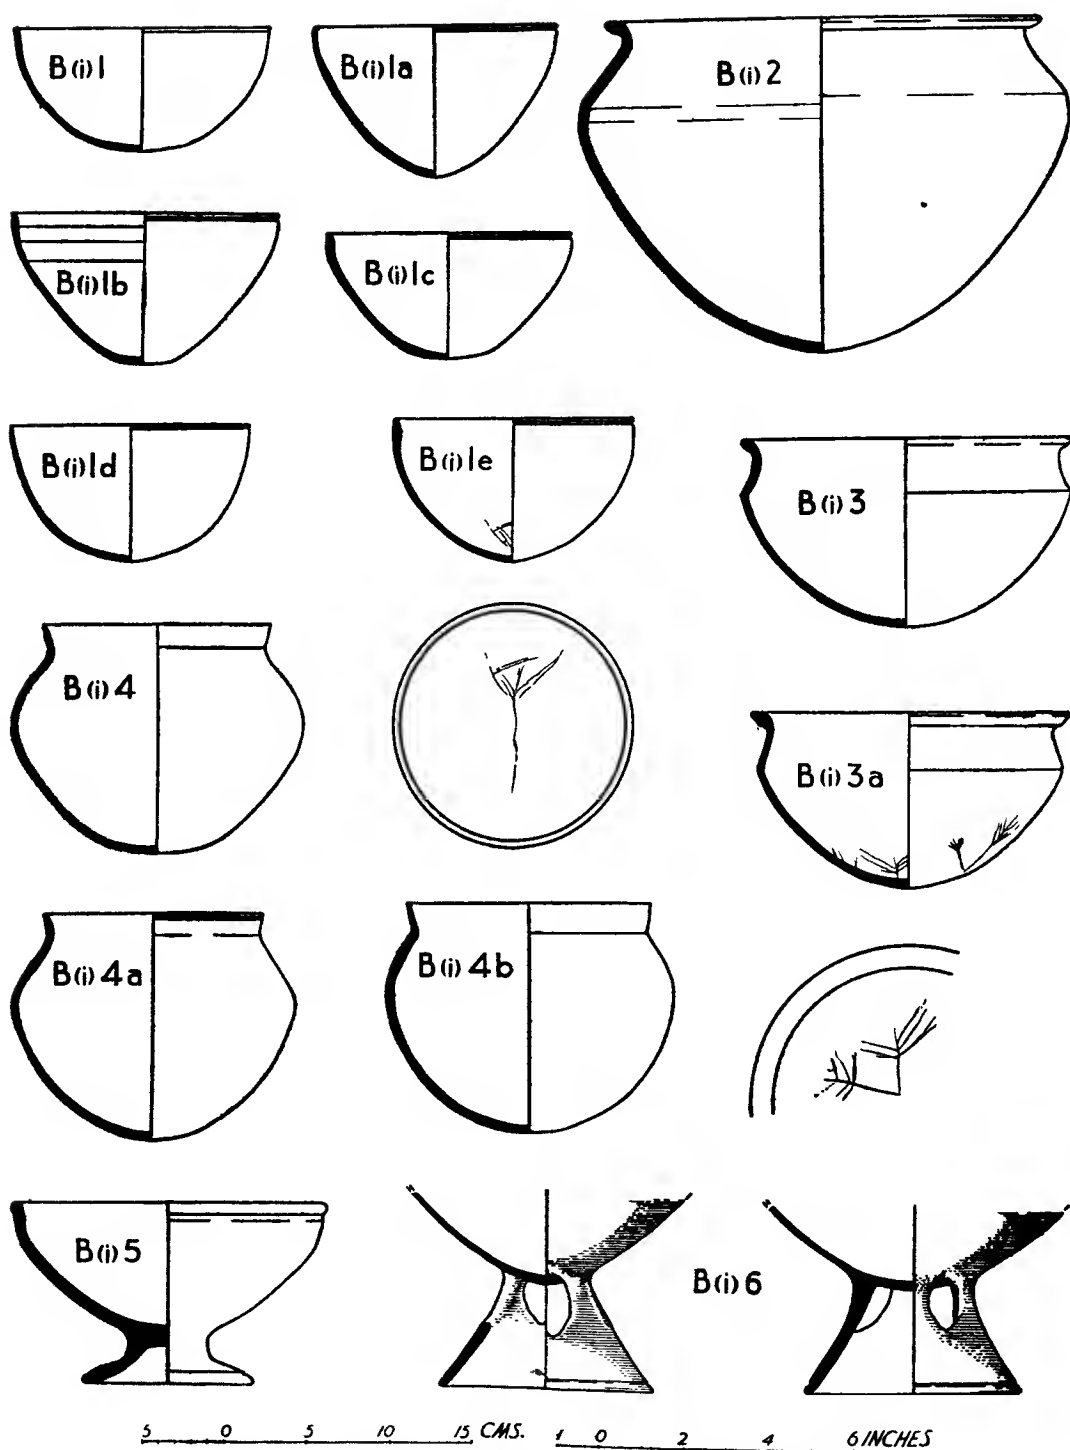 B(i)1
B(i)1a
B(i)2
B(i)1b
B(i)1c
B(i)1d
B(i)1e
B(i)3
B(i)4
B(i)3a
B(i)4a
B(i)4b
B(i)5
B(i)6
5 0 5 10 15 CMS.
1 0 2 4 6 INCHES